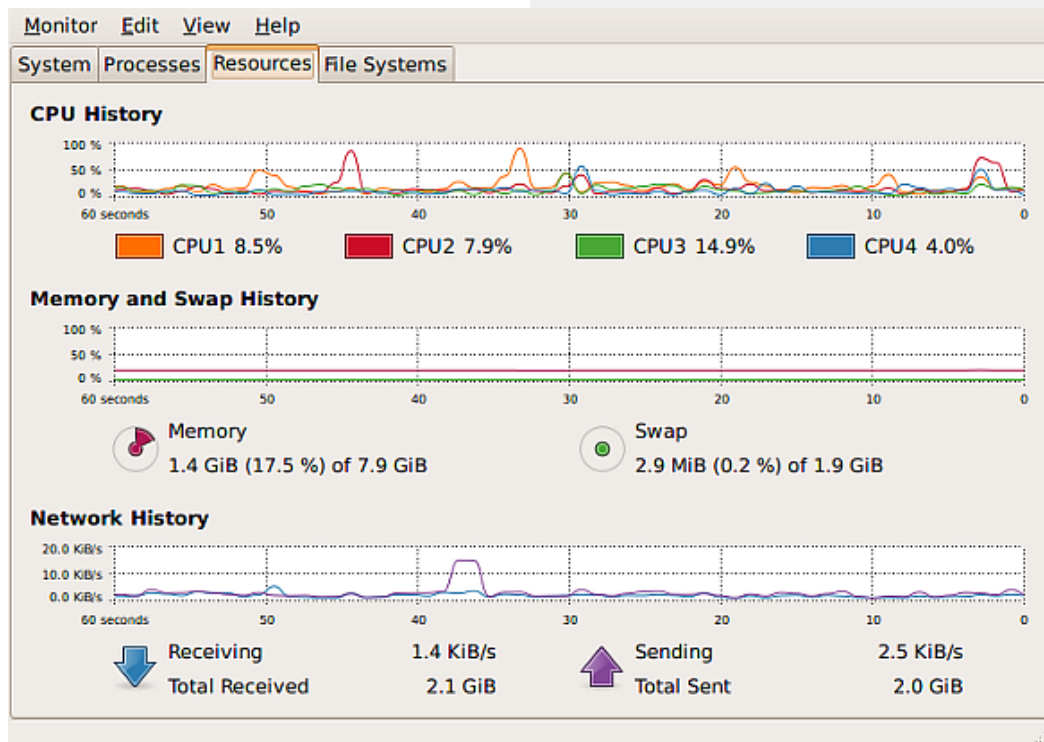 Monitor Edit View Help
System Processes Resources File Systems
CPU History
100 %
50 %
0 %
60 seconds 50 40 30 20 10 0
CPU1 8.5% CPU2 7.9% CPU3 14.9% CPU4 4.0%
Memory and Swap History
100 %
50 %
0 %
60 seconds 50 40 30 20 10 0
Memory Swap
1.4 GiB (17.5 %) of 7.9 GiB 2.9 MiB (0.2 %) of 1.9 GiB
Network History
20.0 KiB/s
10.0 KiB/s
0.0 KiB/s
60 seconds 50 40 30 20 10 0
Receiving 1.4 KiB/s Sending 2.5 KiB/s
Total Received 2.1 GiB Total Sent 2.0 GiB